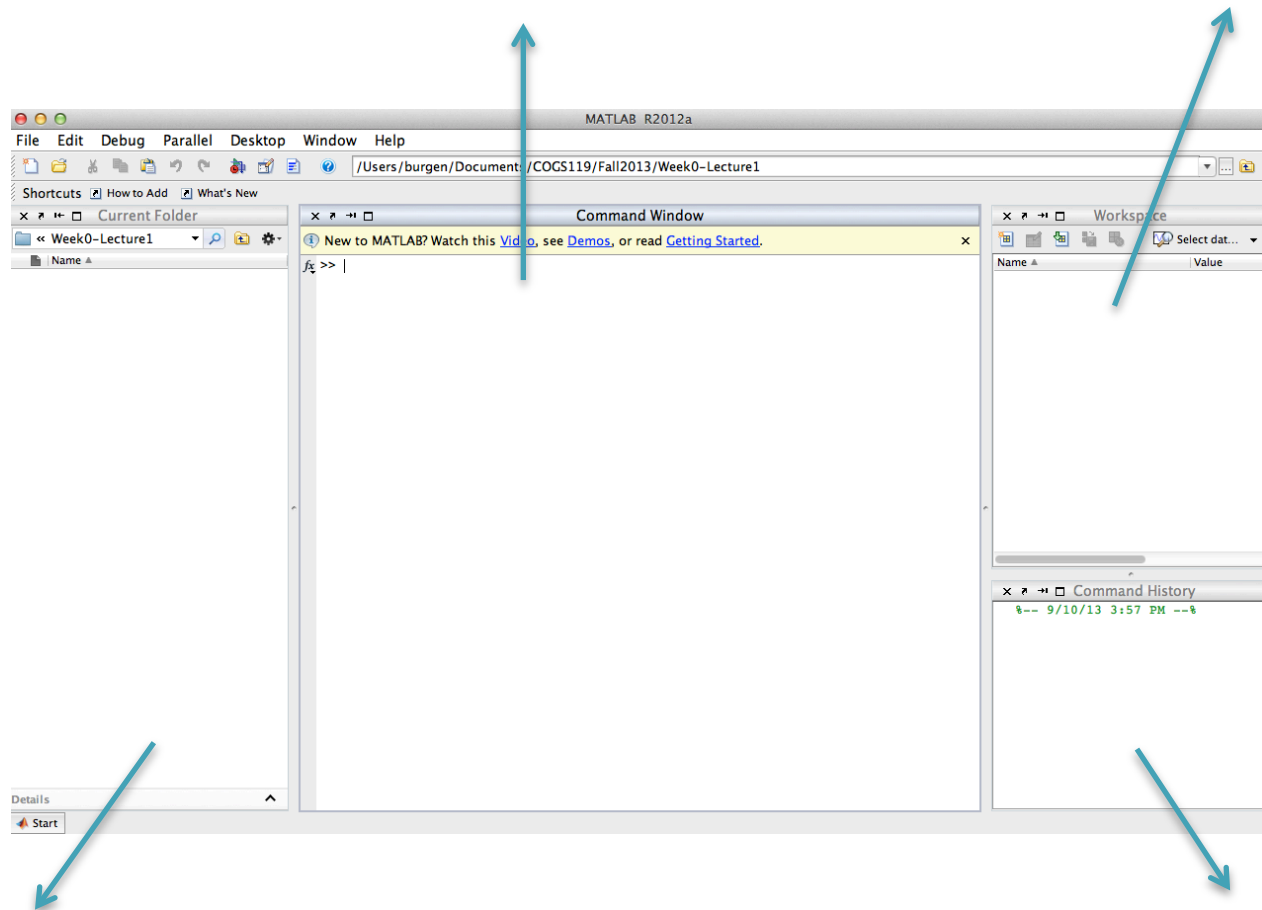 MATLAB R2012a
File Edit Debug Parallel Desktop Window Help
/Users/burgen/Documents/COGS119/Fall2013/Week0-Lecture1
Shortcuts How to Add What's New
Current Folder
« Week0-Lecture1
Name
Details
Start
Command Window
New to MATLAB? Watch this Video, see Demos, or read Getting Started.
fx >>
Workspace
Select dat...
Name Value
Command History
%-- 9/10/13 3:57 PM --%